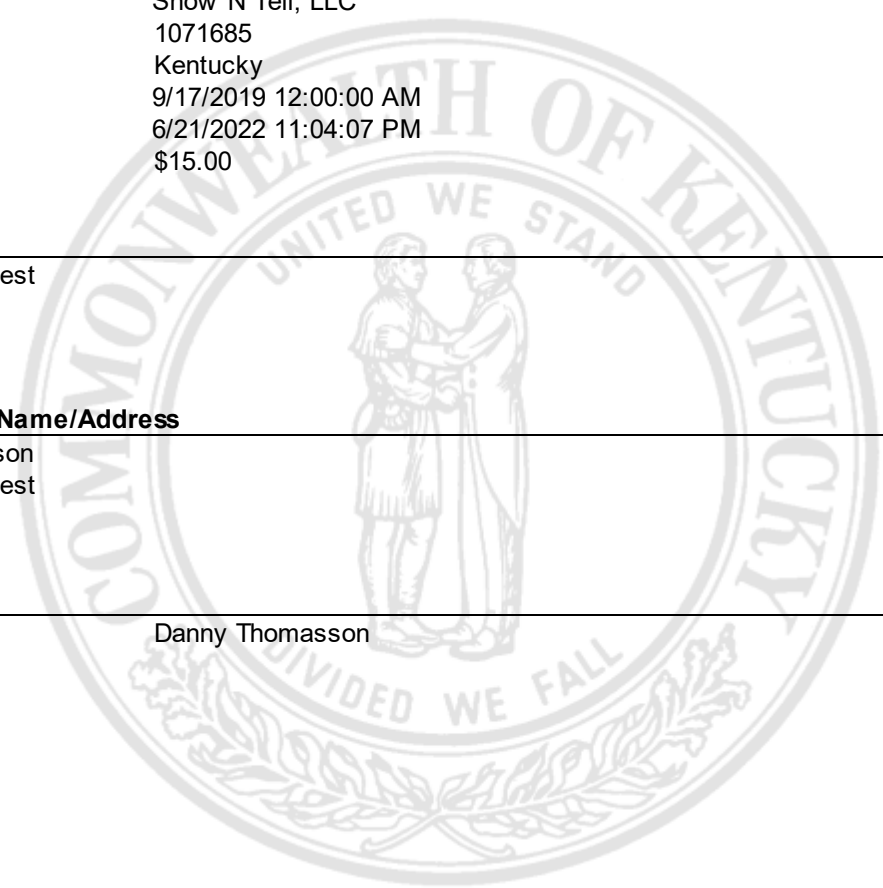 Show 'N Tell, LLC
1071685
Kentucky
9/17/2019 12:00:00 AM
6/21/2022 11:04:07 PM
$15.00
est
Name/Address
son
est
Danny Thomasson
COMMONWEALTH OF KENTUCKY
UNITED WE STAND
DIVIDED WE FALL